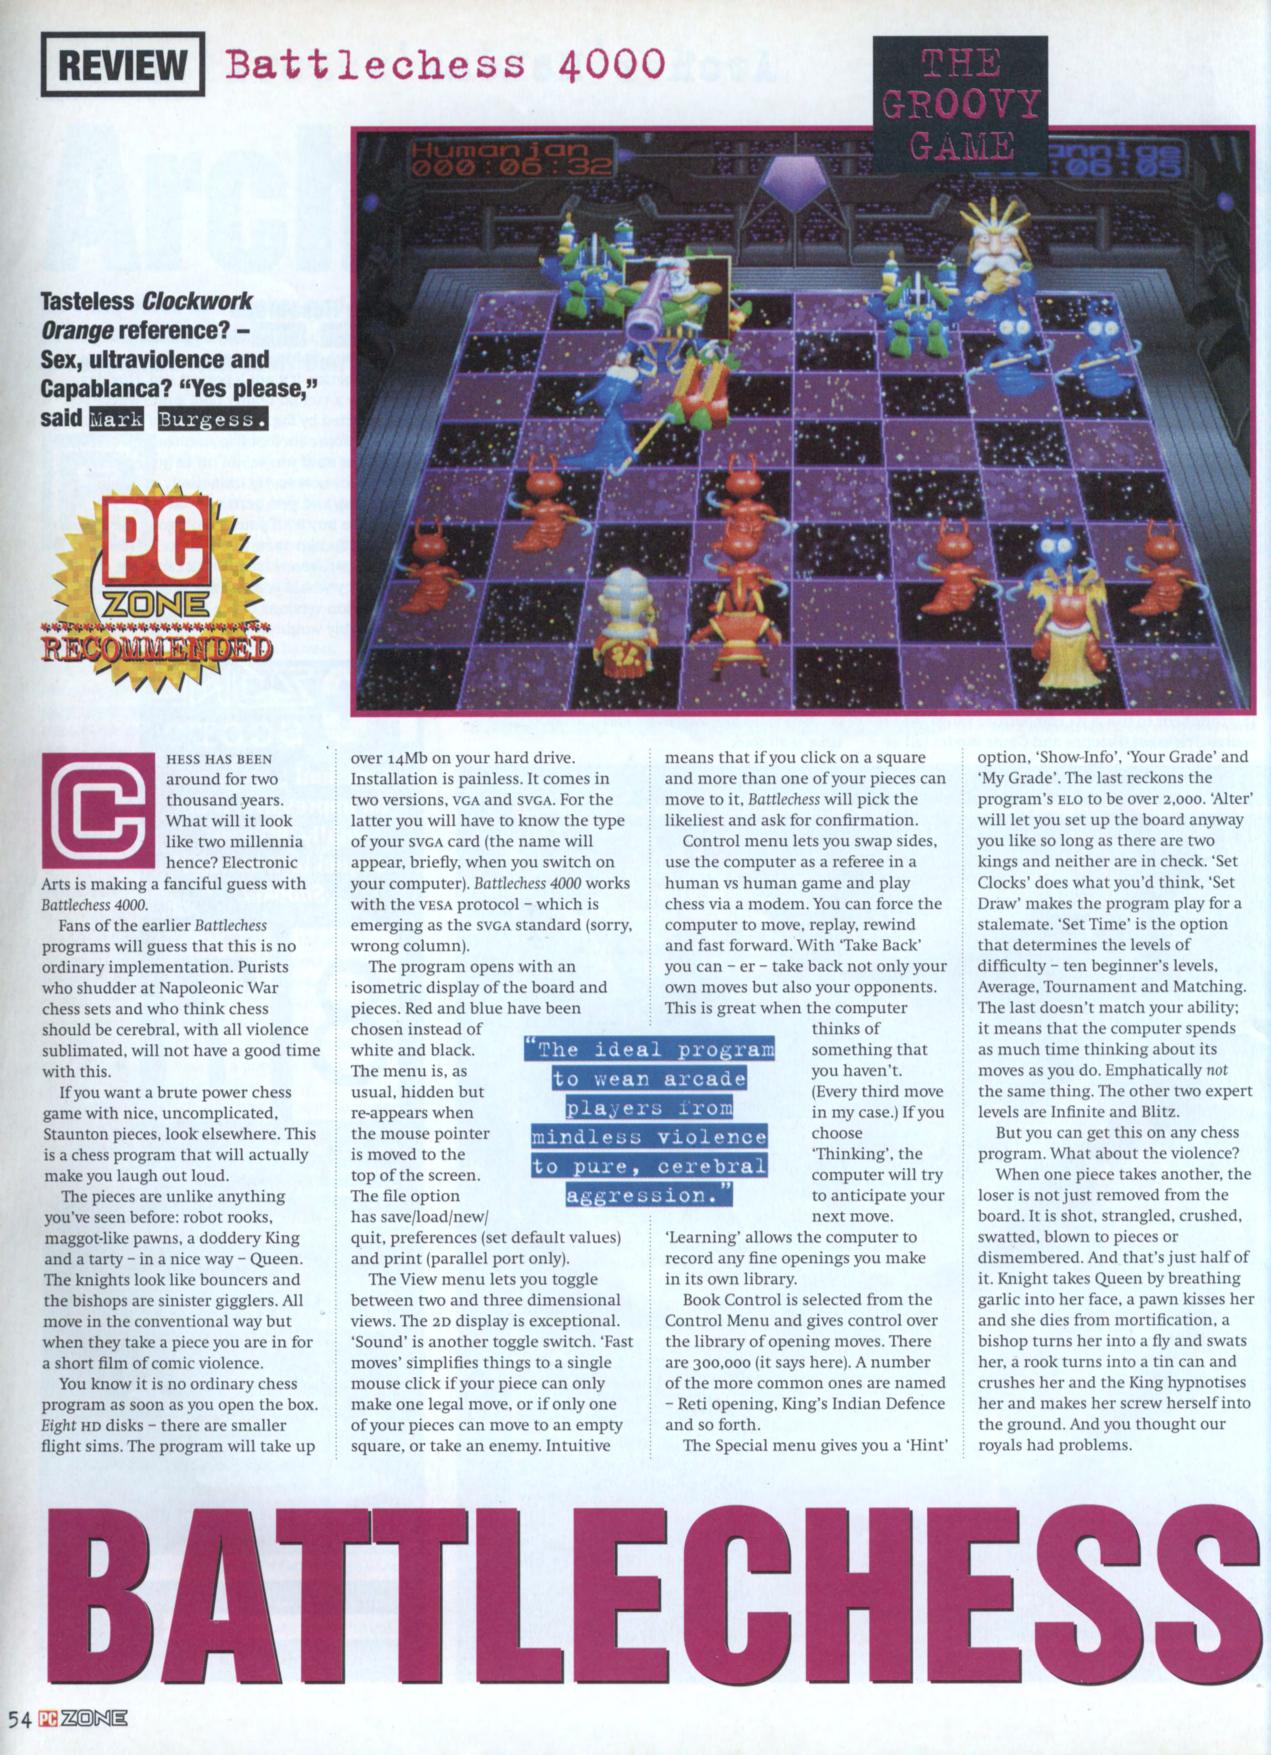 REVIEW
Battlechess 4000
THE
GROOVY
GAME
Humanjan
000:06:32
annige
:06:05
Tasteless Clockwork
Orange reference? –
Sex, ultraviolence and
Capablanca? “Yes please,”
said Mark Burgess.
PC
ZONE
RECOMMENDED
CHESS HAS BEEN
around for two
thousand years.
What will it look
like two millennia
hence? Electronic
Arts is making a fanciful guess with
Battlechess 4000.
Fans of the earlier Battlechess
programs will guess that this is no
ordinary implementation. Purists
who shudder at Napoleonic War
chess sets and who think chess
should be cerebral, with all violence
sublimated, will not have a good time
with this.
If you want a brute power chess
game with nice, uncomplicated,
Staunton pieces, look elsewhere. This
is a chess program that will actually
make you laugh out loud.
The pieces are unlike anything
you’ve seen before: robot rooks,
maggot-like pawns, a doddery King
and a tarty – in a nice way – Queen.
The knights look like bouncers and
the bishops are sinister gigglers. All
move in the conventional way but
when they take a piece you are in for
a short film of comic violence.
You know it is no ordinary chess
program as soon as you open the box.
Eight HD disks – there are smaller
flight sims. The program will take up
over 14Mb on your hard drive.
Installation is painless. It comes in
two versions, VGA and SVGA. For the
latter you will have to know the type
of your SVGA card (the name will
appear, briefly, when you switch on
your computer). Battlechess 4000 works
with the VESA protocol – which is
emerging as the SVGA standard (sorry,
wrong column).
The program opens with an
isometric display of the board and
pieces. Red and blue have been
chosen instead of
white and black.
The menu is, as
usual, hidden but
re-appears when
the mouse pointer
is moved to the
top of the screen.
The file option
has save/load/new/
quit, preferences (set default values)
and print (parallel port only).
The View menu lets you toggle
between two and three dimensional
views. The 2D display is exceptional.
‘Sound’ is another toggle switch. ‘Fast
moves’ simplifies things to a single
mouse click if your piece can only
make one legal move, or if only one
of your pieces can move to an empty
square, or take an enemy. Intuitive
“The ideal program
to wean arcade
players from
mindless violence
to pure, cerebral
aggression.”
means that if you click on a square
and more than one of your pieces can
move to it, Battlechess will pick the
likeliest and ask for confirmation.
Control menu lets you swap sides,
use the computer as a referee in a
human vs human game and play
chess via a modem. You can force the
computer to move, replay, rewind
and fast forward. With ‘Take Back’
you can – er – take back not only your
own moves but also your opponents.
This is great when the computer
thinks of
something that
you haven’t.
(Every third move
in my case.) If you
choose
‘Thinking’, the
computer will try
to anticipate your
next move.
‘Learning’ allows the computer to
record any fine openings you make
in its own library.
Book Control is selected from the
Control Menu and gives control over
the library of opening moves. There
are 300,000 (it says here). A number
of the more common ones are named
– Reti opening, King’s Indian Defence
and so forth.
The Special menu gives you a ‘Hint’
option, ‘Show-Info’, ‘Your Grade’ and
‘My Grade’. The last reckons the
program’s ELO to be over 2,000. ‘Alter’
will let you set up the board anyway
you like so long as there are two
kings and neither are in check. ‘Set
Clocks’ does what you’d think, ‘Set
Draw’ makes the program play for a
stalemate. ‘Set Time’ is the option
that determines the levels of
difficulty – ten beginner’s levels,
Average, Tournament and Matching.
The last doesn’t match your ability;
it means that the computer spends
as much time thinking about its
moves as you do. Emphatically not
the same thing. The other two expert
levels are Infinite and Blitz.
But you can get this on any chess
program. What about the violence?
When one piece takes another, the
loser is not just removed from the
board. It is shot, strangled, crushed,
swatted, blown to pieces or
dismembered. And that’s just half of
it. Knight takes Queen by breathing
garlic into her face, a pawn kisses her
and she dies from mortification, a
bishop turns her into a fly and swats
her, a rook turns into a tin can and
crushes her and the King hypnotises
her and makes her screw herself into
the ground. And you thought our
royals had problems.
BATTLECHESS
54 PC ZONE